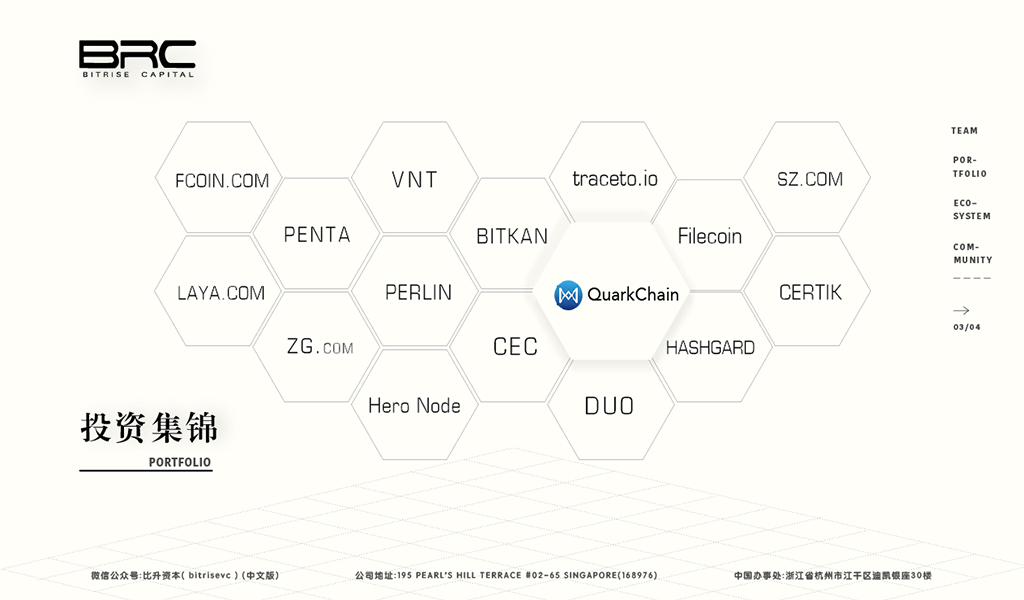 BRC
BITRISE CAPITAL
FCOIN.COM
VNT
traceto.io
SZ.COM
PENTA
BITKAN
Filecoin
LAYA.COM
PERLIN
QuarkChain
CERTIK
ZG.COM
CEC
HASHGARD
Hero Node
DUO
TEAM
POR-
TFOLIO
ECO-
SYSTEM
COM-
MUNITY
03/04
投资集锦
PORTFOLIO
微信公众号:比升资本( bitrisevc ) (中文版)
公司地址:195 PEARL'S HILL TERRACE #02-65 SINGAPORE(168976)
中国办事处:浙江省杭州市江干区迪凯银座30楼